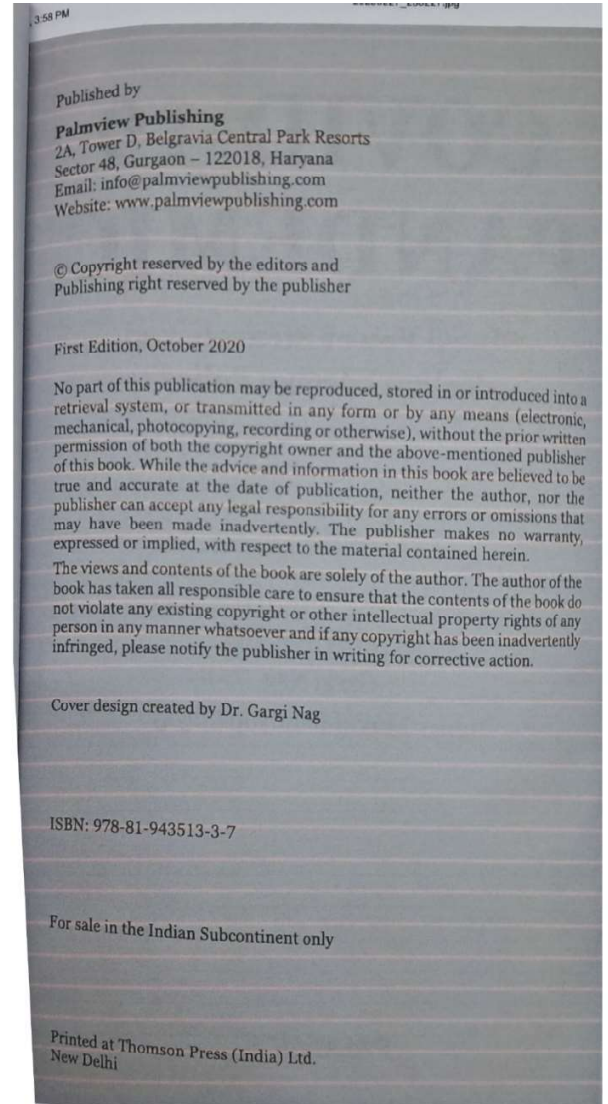 , 3:58 PM
Published by
Palmview Publishing
2A, Tower D, Belgravia Central Park Resorts
Sector 48, Gurgaon – 122018, Haryana
Email: info@palmviewpublishing.com
Website: www.palmviewpublishing.com
© Copyright reserved by the editors and
Publishing right reserved by the publisher
First Edition, October 2020
No part of this publication may be reproduced, stored in or introduced into a
retrieval system, or transmitted in any form or by any means (electronic,
mechanical, photocopying, recording or otherwise), without the prior written
permission of both the copyright owner and the above-mentioned publisher
of this book. While the advice and information in this book are believed to be
true and accurate at the date of publication, neither the author, nor the
publisher can accept any legal responsibility for any errors or omissions that
may have been made inadvertently. The publisher makes no warranty,
expressed or implied, with respect to the material contained herein.
The views and contents of the book are solely of the author. The author of the
book has taken all responsible care to ensure that the contents of the book do
not violate any existing copyright or other intellectual property rights of any
person in any manner whatsoever and if any copyright has been inadvertently
infringed, please notify the publisher in writing for corrective action.
Cover design created by Dr. Gargi Nag
ISBN: 978-81-943513-3-7
For sale in the Indian Subcontinent only
Printed at Thomson Press (India) Ltd.
New Delhi